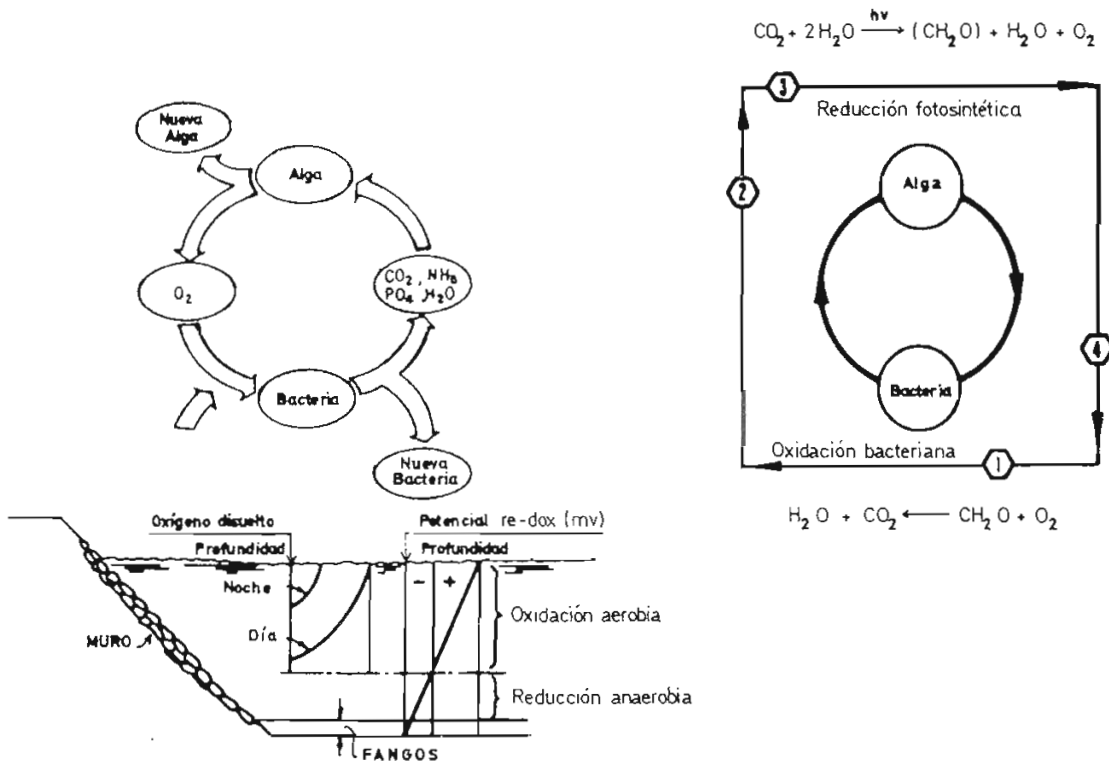 CO2 + 2H2O hv → (CH2O) + H2O + O2
3
Reducción fotosintética
2
Alga
4
Bacteria
Oxidación bacteriana
1
H2O + CO2 ← CH2O + O2
Nueva
Alga
Alga
O2
CO2, NH3
PO4, H2O
Bacteria
Nueva
Bacteria
Oxígeno disuelto
Potencial re-dox (mv)
Profundidad
Profundidad
Noche
- +
Oxidación aerobia
Día
MURO
Reducción anaerobia
FANGOS